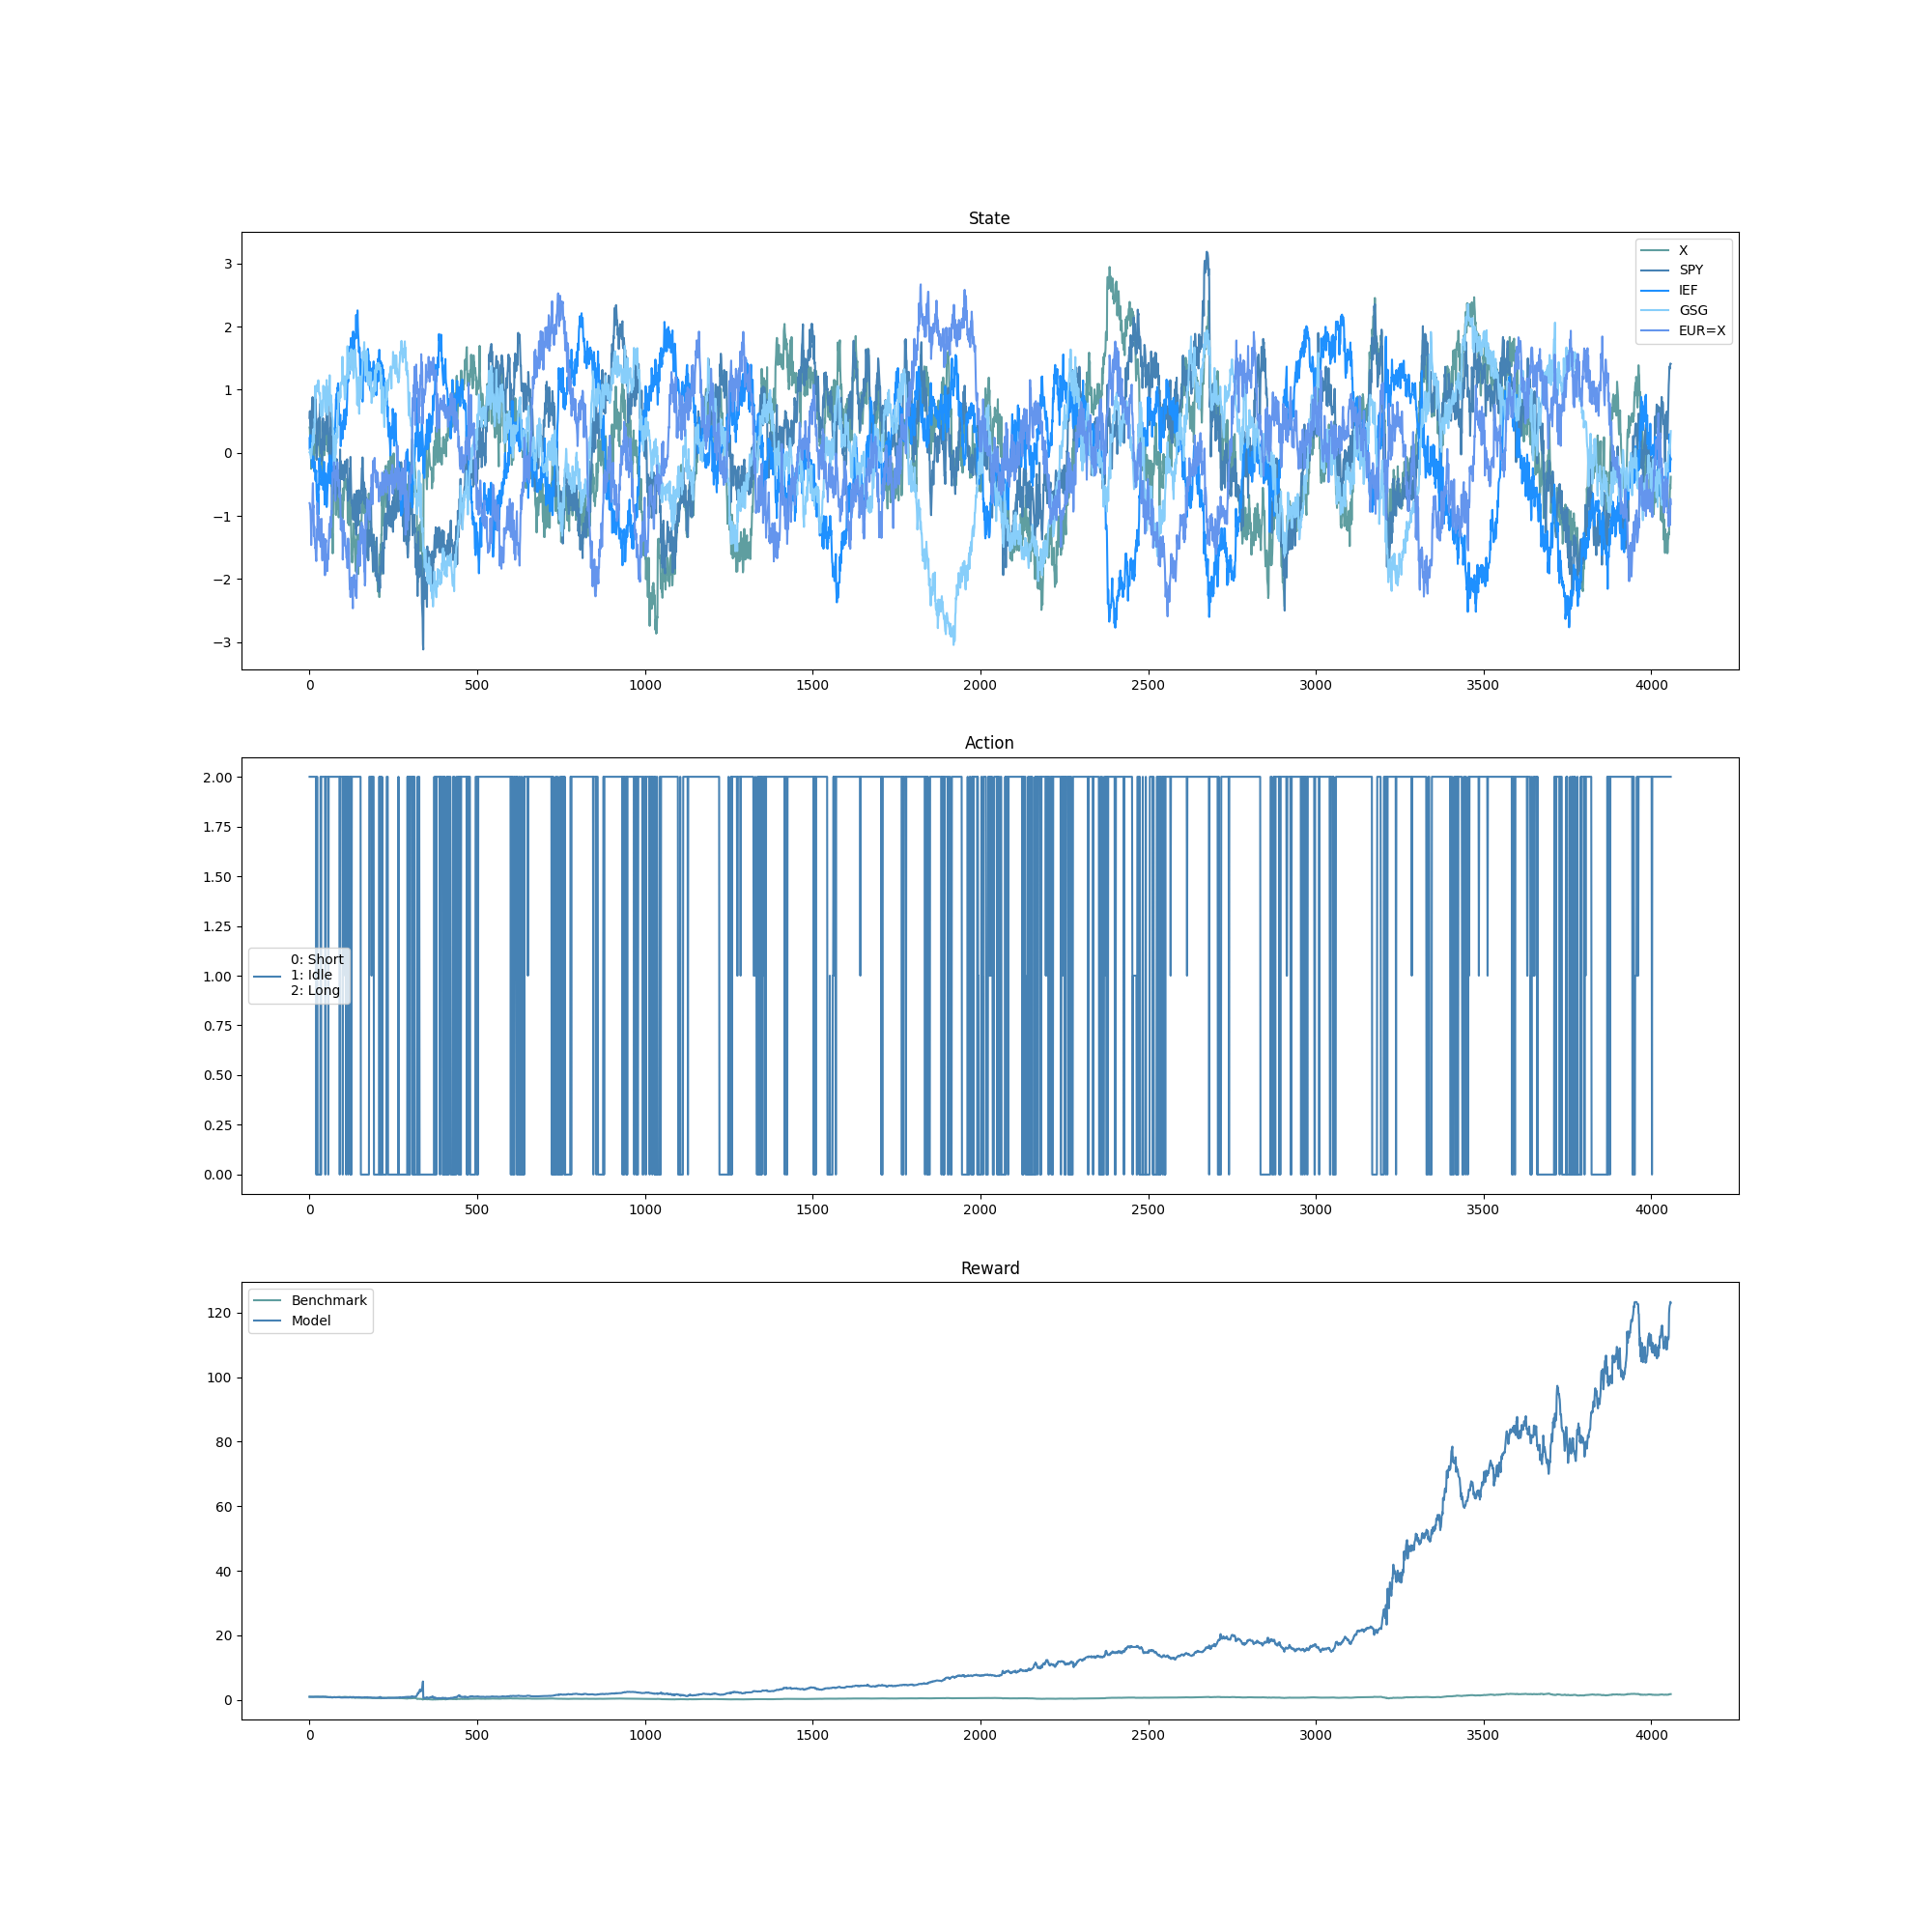 State
3
2
1
0
−1
−2
−3
X
SPY
IEF
GSG
EUR=X
0 500 1000 1500 2000 2500 3000 3500 4000
Action
2.00
1.75
1.50
1.25
1.00
0.75
0.50
0.25
0.00
0: Short
1: Idle
2: Long
0 500 1000 1500 2000 2500 3000 3500 4000
Reward
120
100
80
60
40
20
0
Benchmark
Model
0 500 1000 1500 2000 2500 3000 3500 4000